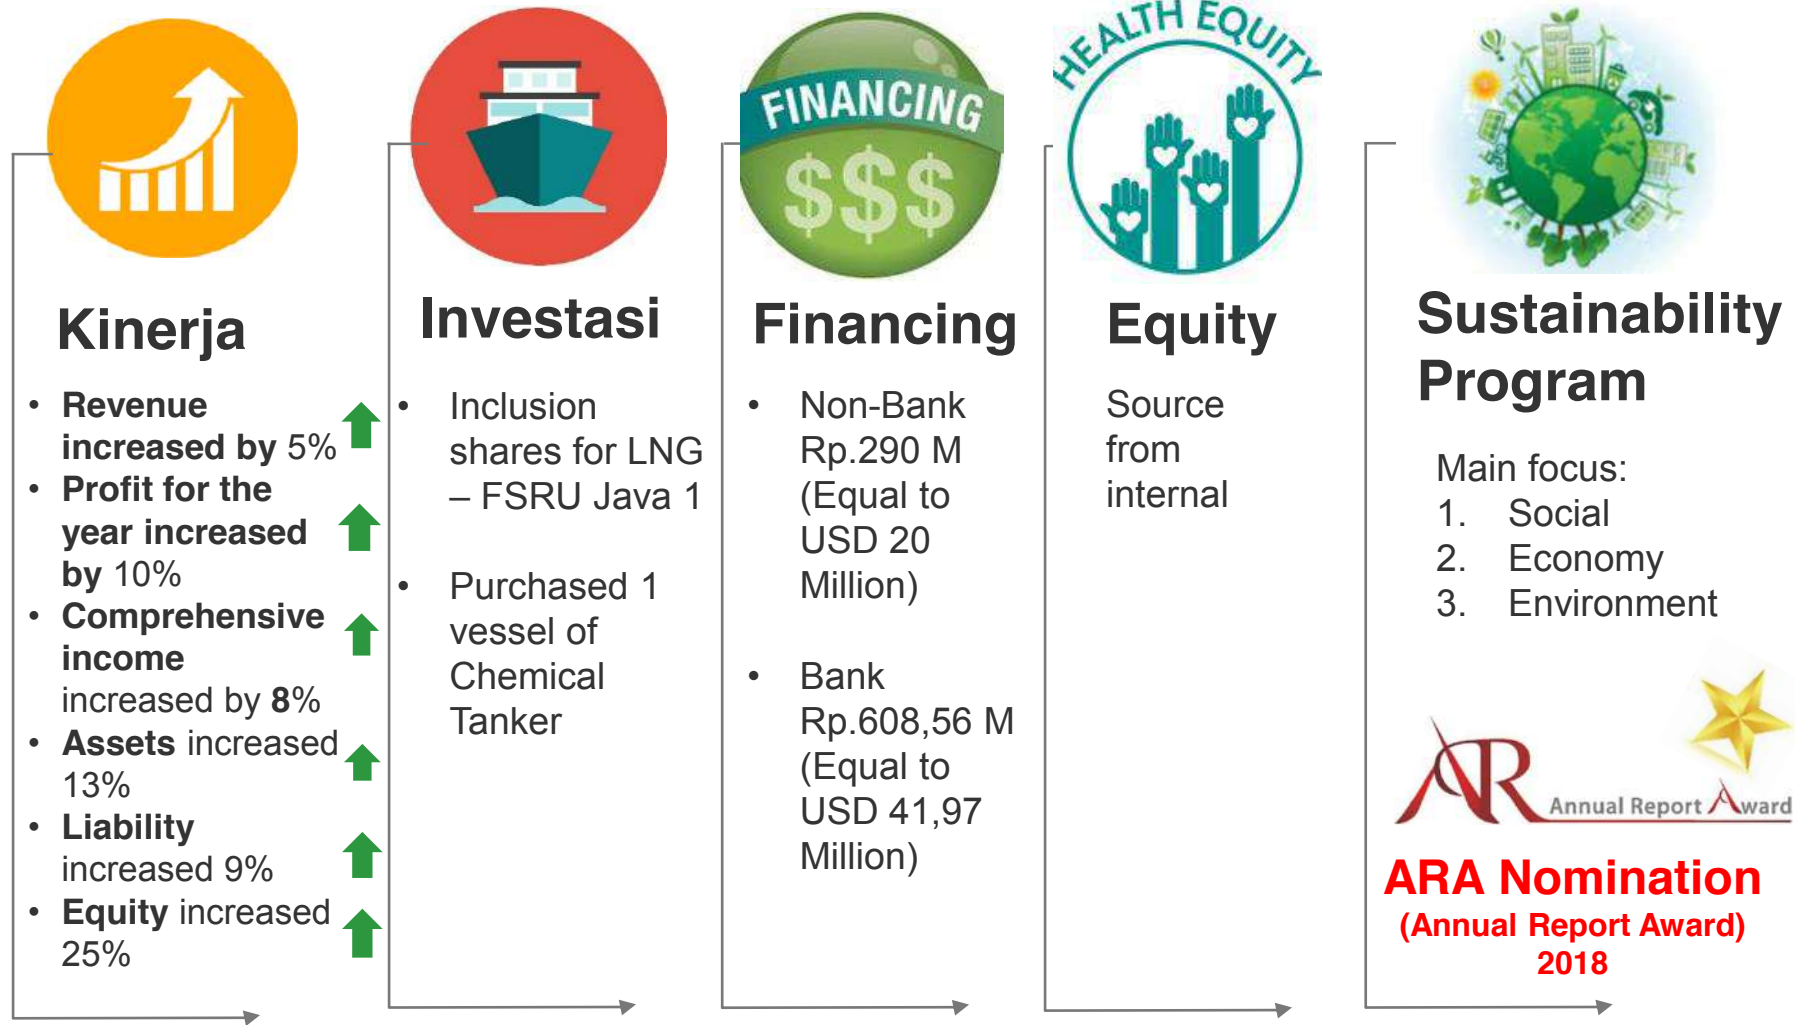 Kinerja
• Revenue
increased by 5%
• Profit for the
year increased
by 10%
• Comprehensive
income
increased by 8%
• Assets increased
13%
• Liability
increased 9%
• Equity increased
25%
Investasi
• Inclusion
shares for LNG
– FSRU Java 1
• Purchased 1
vessel of
Chemical
Tanker
FINANCING
$$$
Financing
• Non-Bank
Rp.290 M
(Equal to
USD 20
Million)
• Bank
Rp.608,56 M
(Equal to
USD 41,97
Million)
HEALTH EQUITY
Equity
Source
from
internal
Sustainability
Program
Main focus:
1. Social
2. Economy
3. Environment
AR Annual Report Award
ARA Nomination
(Annual Report Award)
2018